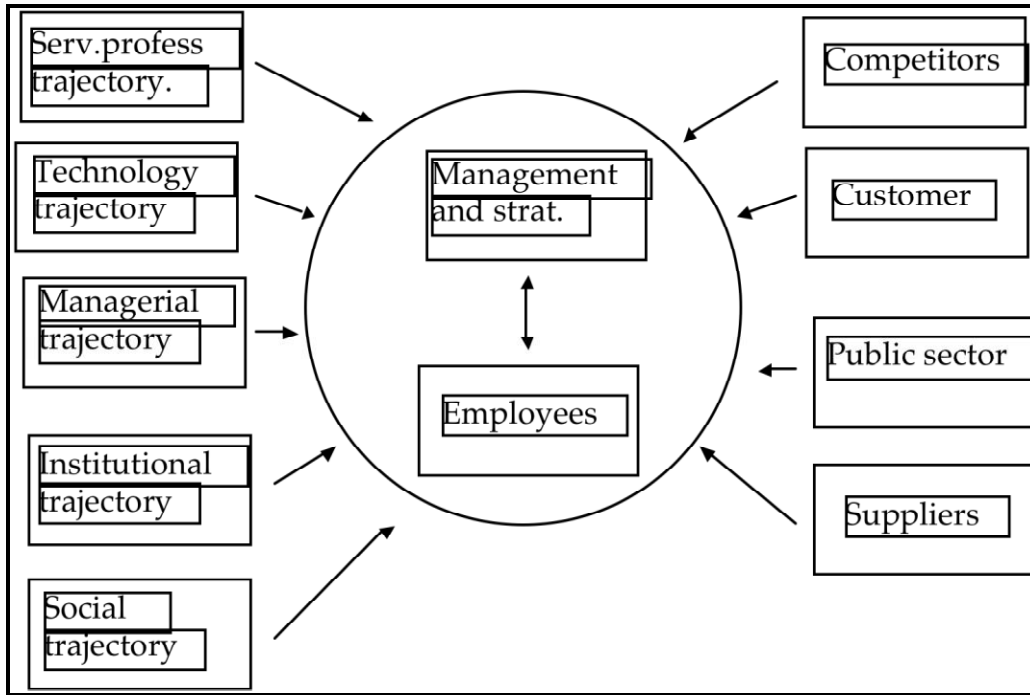 Serv.profess
trajectory.
Technology
trajectory
Managerial
trajectory
Institutional
trajectory
Social
trajectory
Management
and strat.
Employees
Competitors
Customer
Public sector
Suppliers